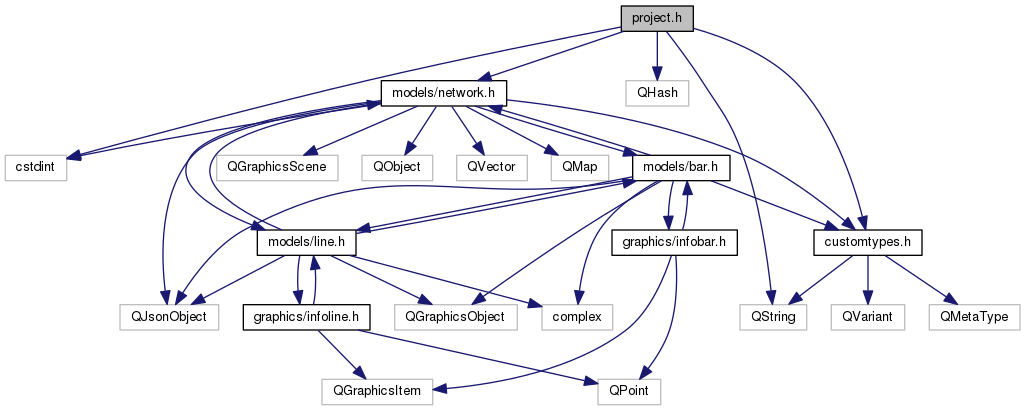 project.h
models/network.h
QHash
cstdint
QGraphicsScene
QObject
QVector
QMap
models/bar.h
models/line.h
graphics/infobar.h
customtypes.h
QJsonObject
graphics/infoline.h
QGraphicsObject
complex
QString
QVariant
QMetaType
QGraphicsItem
QPoint